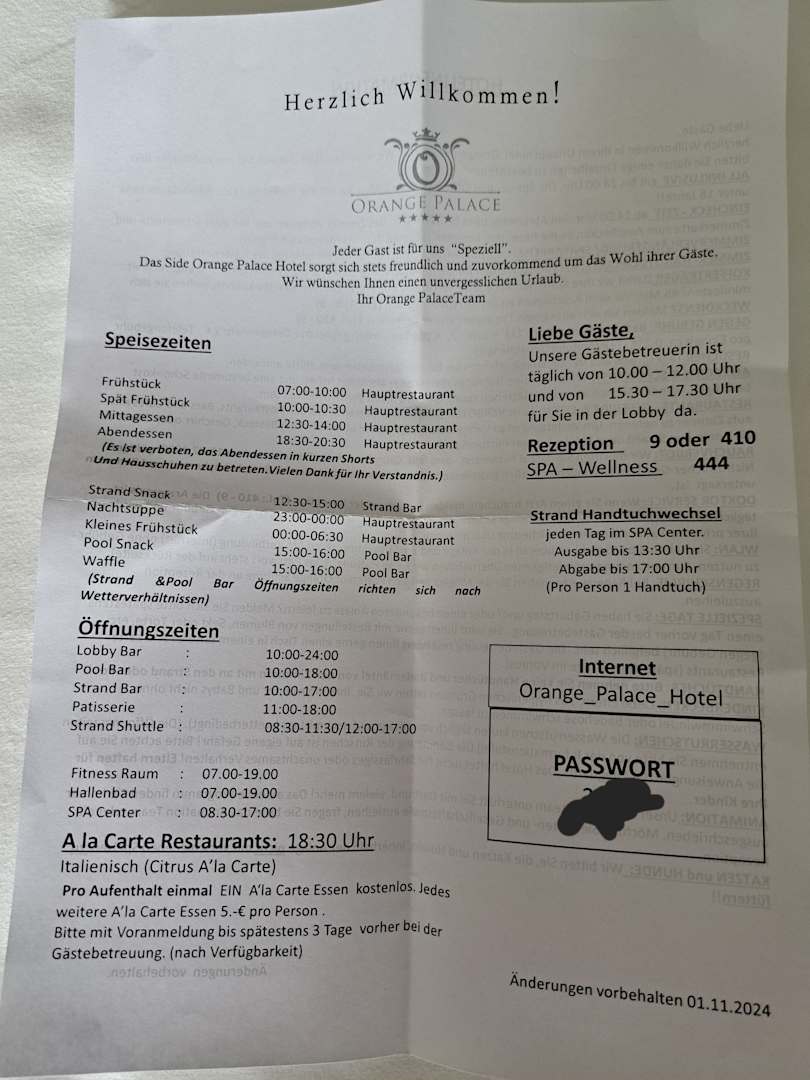 Herzlich Willkommen!
O
ORANGE PALACE
★★★★★
Jeder Gast ist für uns "Speziell".
Das Side Orange Palace Hotel sorgt sich stets freundlich und zuvorkommend um das Wohl ihrer Gäste.
Wir wünschen Ihnen einen unvergesslichen Urlaub.
Ihr Orange PalaceTeam
Speisezeiten
Frühstück 07:00-10:00 Hauptrestaurant
Spät Frühstück 10:00-10:30 Hauptrestaurant
Mittagessen 12:30-14:00 Hauptrestaurant
Abendessen 18:30-20:30 Hauptrestaurant
(Es ist verboten, das Abendessen in kurzen Shorts
Und Hausschuhen zu betreten.Vielen Dank für Ihr Verstandnis.)
Strand Snack 12:30-15:00 Strand Bar
Nachtsuppe 23:00-00:00 Hauptrestaurant
Kleines Frühstück 00:00-06:30 Hauptrestaurant
Pool Snack 15:00-16:00 Pool Bar
Waffle 15:00-16:00 Pool Bar
(Strand &Pool Bar Öffnungszeiten richten sich nach
Wetterverhältnissen)
Öffnungszeiten
Lobby Bar : 10:00-24:00
Pool Bar : 10:00-18:00
Strand Bar : 10:00-17:00
Patisserie : 11:00-18:00
Strand Shuttle : 08:30-11:30/12:00-17:00
Fitness Raum : 07.00-19.00
Hallenbad : 07.00-19.00
SPA Center : 08.30-17:00
A la Carte Restaurants: 18:30 Uhr
Italienisch (Citrus A'la Carte)
Pro Aufenthalt einmal EIN A'la Carte Essen kostenlos. Jedes
weitere A'la Carte Essen 5.-€ pro Person .
Bitte mit Voranmeldung bis spätestens 3 Tage vorher bei der
Gästebetreuung. (nach Verfügbarkeit)
Liebe Gäste,
Unsere Gästebetreuerin ist
täglich von 10.00 – 12.00 Uhr
und von 15.30 – 17.30 Uhr
für Sie in der Lobby da.
Rezeption 9 oder 410
SPA – Wellness 444
Strand Handtuchwechsel
jeden Tag im SPA Center.
Ausgabe bis 13:30 Uhr
Abgabe bis 17:00 Uhr
(Pro Person 1 Handtuch)
Internet
Orange_Palace_Hotel
PASSWORT
Änderungen vorbehalten 01.11.2024